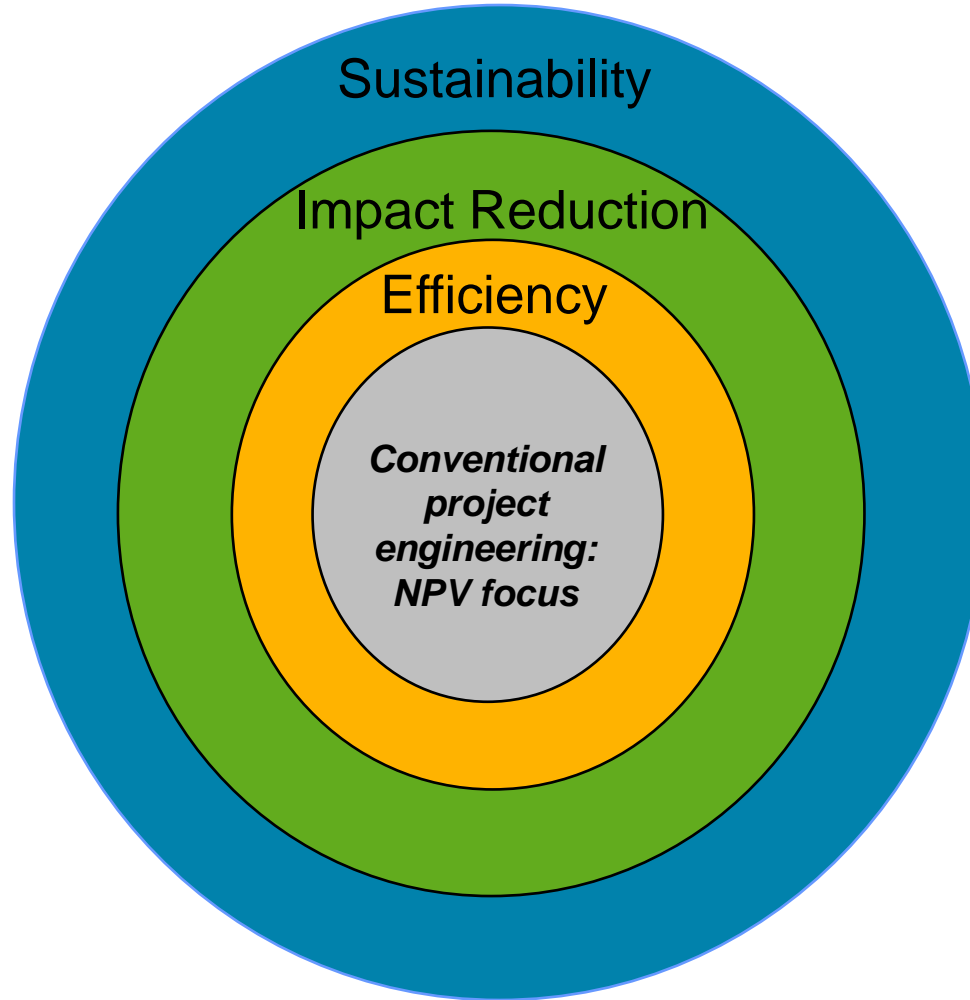 Sustainability
Impact Reduction
Efficiency
Conventional
project
engineering:
NPV focus